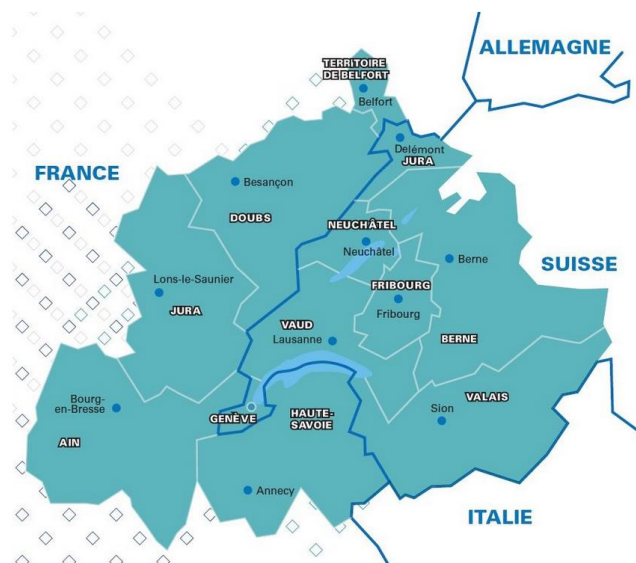 ALLEMAGNE
TERRITOIRE
DE BELFORT
Belfort
Delémont
JURA
FRANCE
Besançon
DOUBS
NEUCHÂTEL
Neuchâtel
Berne
SUISSE
Lons-le-Saunier
JURA
FRIBOURG
Fribourg
VAUD
Lausanne
BERNE
VALAIS
Bourg-
en-Bresse
AIN
GENÈVE
HAUTE-
SAVOIE
Sion
Annecy
ITALIE